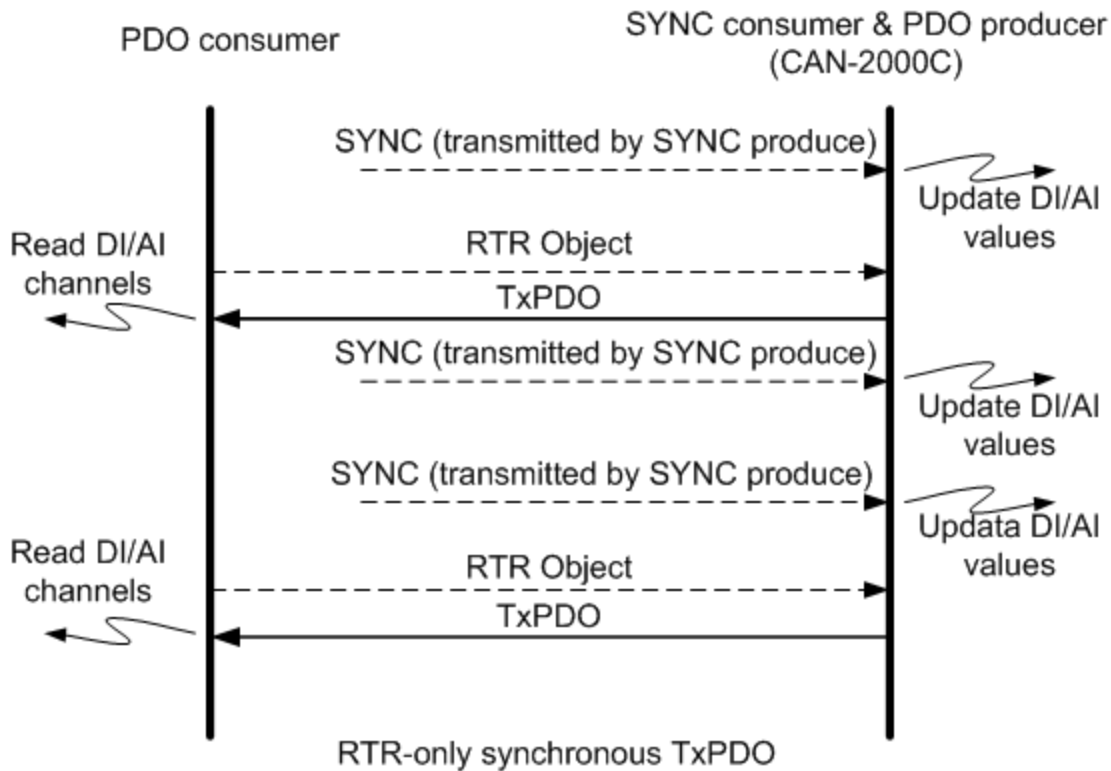 PDO consumer
SYNC consumer & PDO producer
(CAN-2000C)
SYNC (transmitted by SYNC produce)
Update DI/AI
values
Read DI/AI
channels
RTR Object
TxPDO
SYNC (transmitted by SYNC produce)
Update DI/AI
values
SYNC (transmitted by SYNC produce)
Updata DI/AI
values
Read DI/AI
channels
RTR Object
TxPDO
RTR-only synchronous TxPDO